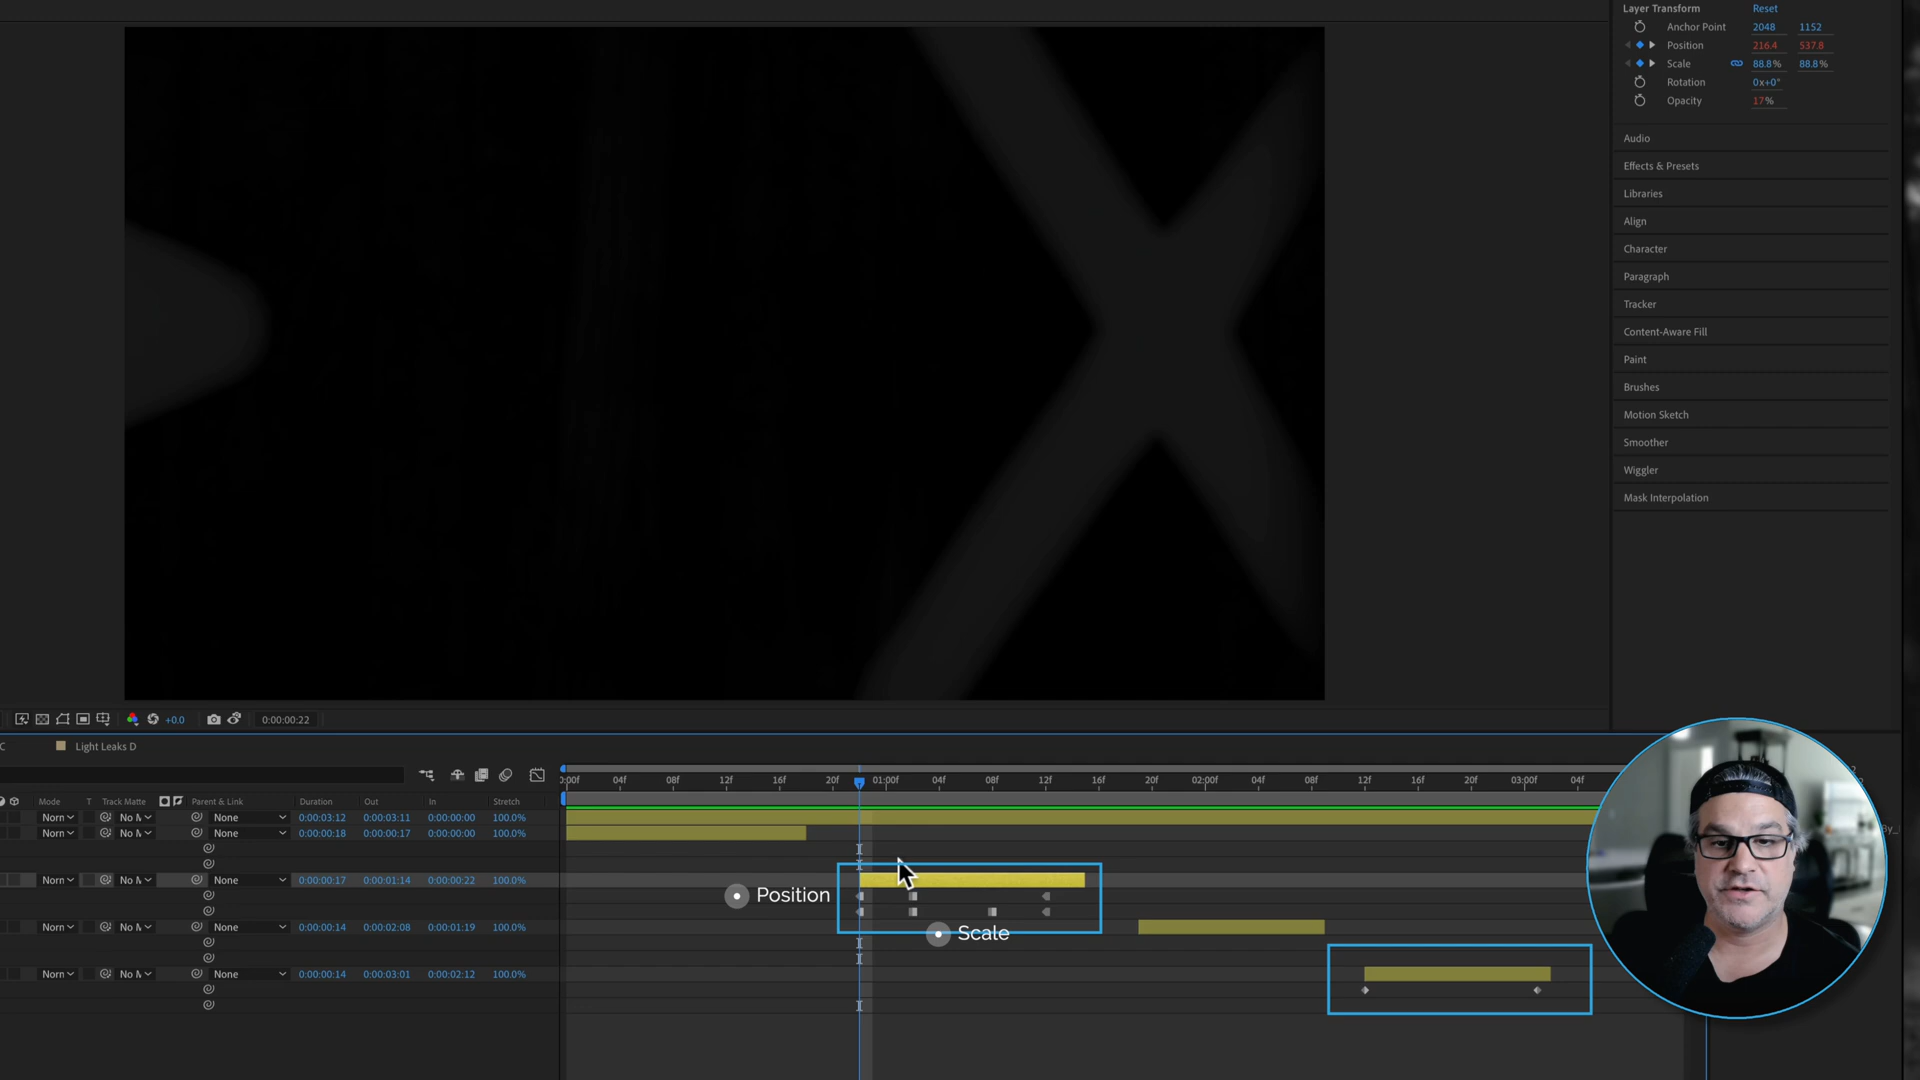 Layer Transform Reset
Anchor Point 2048 1152
Position 216.4 537.8
Scale 88.8% 88.8%
Rotation 0x+0°
Opacity 17%
Audio
Effects & Presets
Libraries
Align
Character
Paragraph
Tracker
Content-Aware Fill
Paint
Brushes
Motion Sketch
Smoother
Wiggler
Mask Interpolation
+0.0 0:00:00:22
C Light Leaks D
0:00f 04f 08f 12f 16f 20f 01:00f 04f 08f 12f 16f 20f 02:00f 04f 08f 12f 16f 20f 03:00f 04f
Mode T Track Matte Parent & Link Duration Out In Stretch
Norn No M None 0:00:03:12 0:00:03:11 0:00:00:00 100.0%
Norn No M None 0:00:00:18 0:00:00:17 0:00:00:00 100.0%
Norn No M None 0:00:00:17 0:00:01:14 0:00:00:22 100.0%
Position
Norn No M None 0:00:00:14 0:00:02:08 0:00:01:19 100.0%
Scale
Norn No M None 0:00:00:14 0:00:03:01 0:00:02:12 100.0%